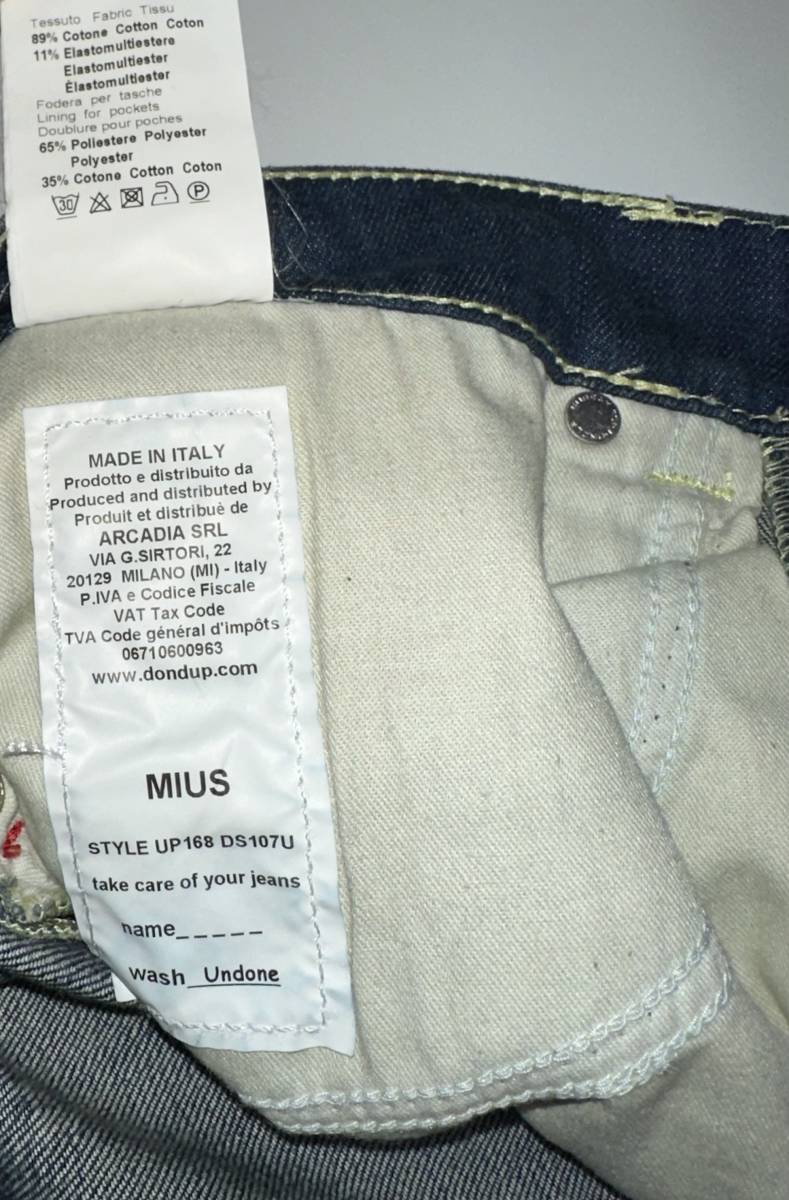 Tessuto Fabric Tissu
89% Cotone Cotton Coton
11% Elastomultiestere
Elastomultiester
Èlastomultiester
Fodera per tasche
Lining for pockets
Doublure pour poches
65% Poliestere Polyester
Polyester
35% Cotone Cotton Coton
30 P
MADE IN ITALY
Prodotto e distribuito da
Produced and distributed by
Produit et distribuè de
ARCADIA SRL
VIA G.SIRTORI, 22
20129 MILANO (MI) - Italy
P.IVA e Codice Fiscale
VAT Tax Code
TVA Code général d'impôts
06710600963
www.dondup.com
MIUS
STYLE UP168 DS107U
take care of your jeans
name_____
wash_Undone